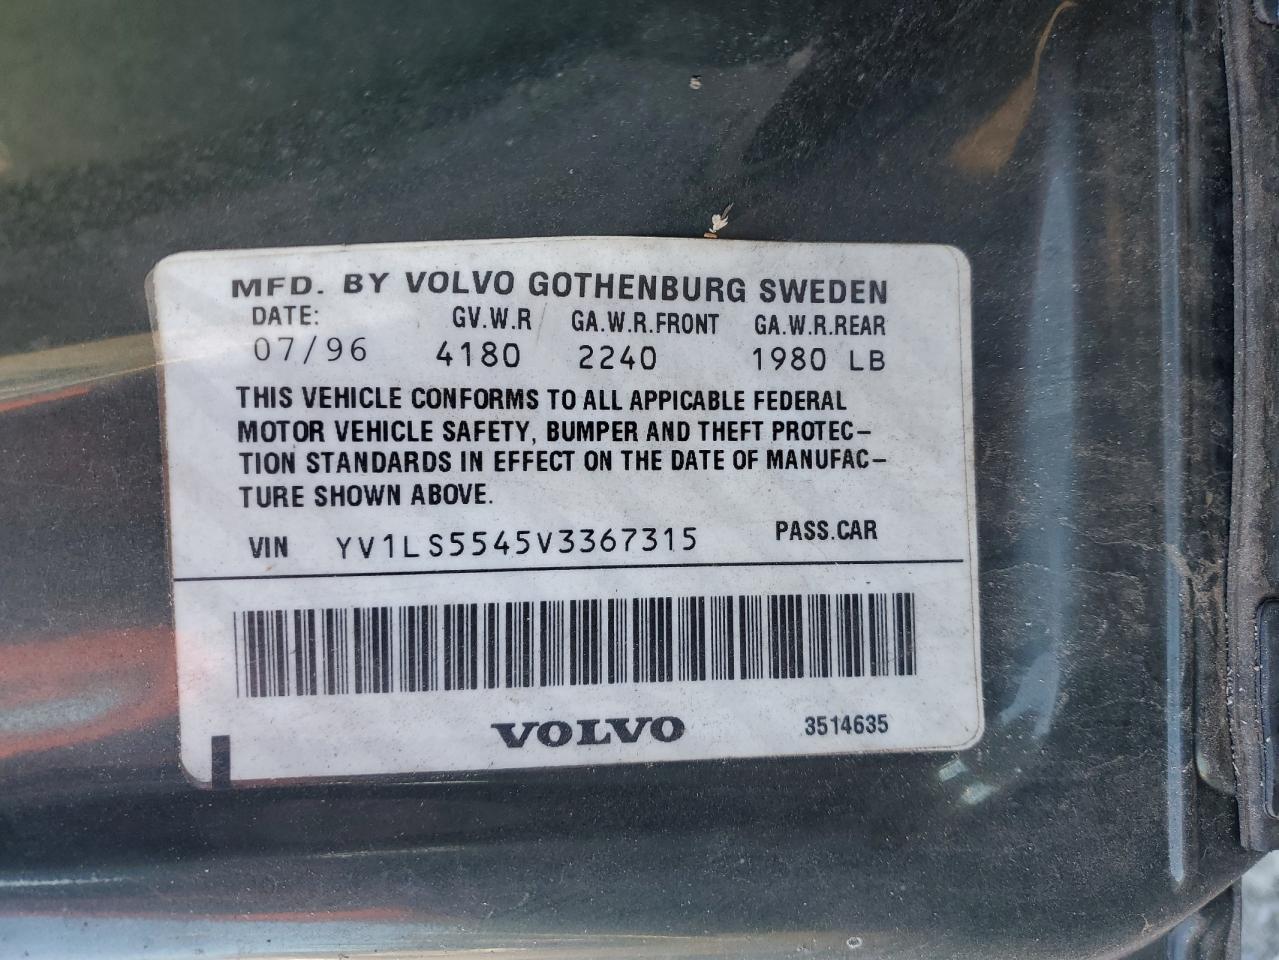 MFD. BY VOLVO GOTHENBURG SWEDEN
DATE: GV.W.R GA.W.R.FRONT GA.W.R.REAR
07/96 4180 2240 1980 LB
THIS VEHICLE CONFORMS TO ALL APPICABLE FEDERAL
MOTOR VEHICLE SAFETY, BUMPER AND THEFT PROTEC-
TION STANDARDS IN EFFECT ON THE DATE OF MANUFAC-
TURE SHOWN ABOVE.
VIN YV1LS5545V3367315 PASS.CAR
VOLVO 3514635